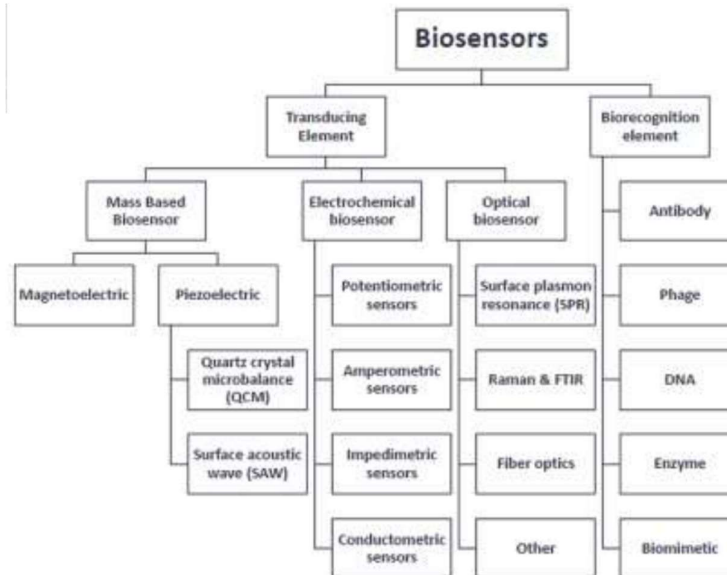 Biosensors
Transducing
Element
Biorecognition
element
Mass Based
Biosensor
Electrochemical
biosensor
Optical
biosensor
Antibody
Magnetoelectric
Piezoelectric
Potentiometric
sensors
Surface plasmon
resonance (SPR)
Phage
Quartz crystal
microbalance
(QCM)
Amperometric
sensors
Raman & FTIR
DNA
Surface acoustic
wave (SAW)
Impedimetric
sensors
Fiber optics
Enzyme
Conductometric
sensors
Other
Biomimetic